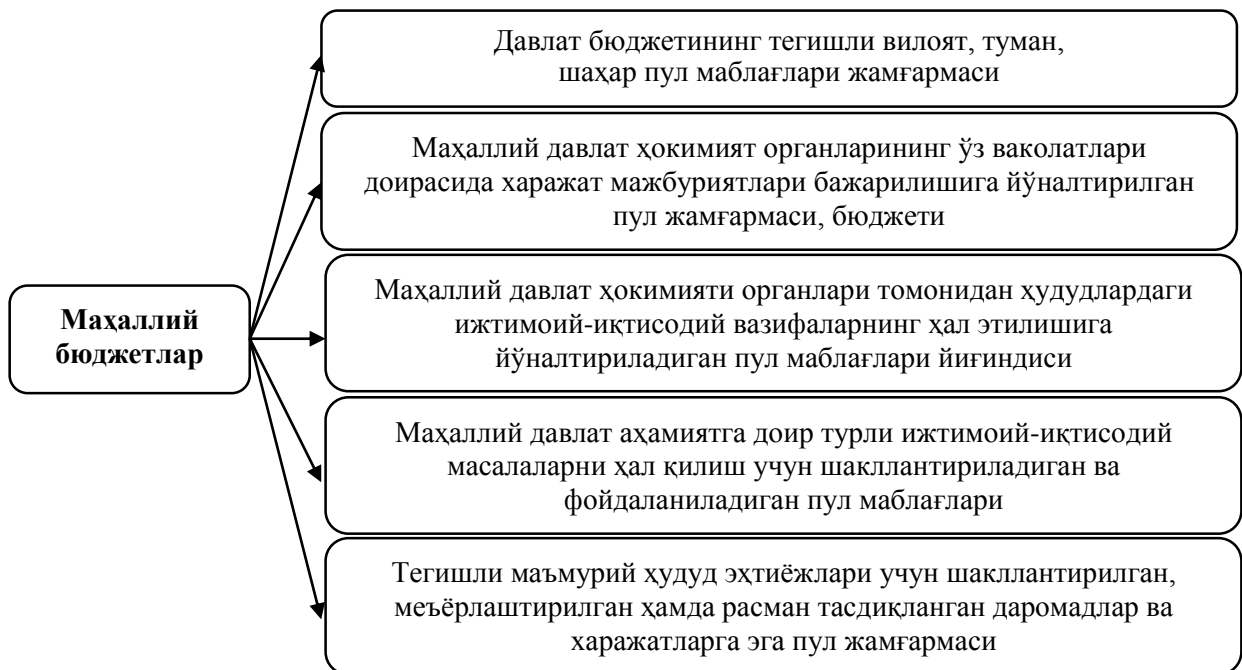 Давлат бюджетининг тегишли вилоят, туман,
шаҳар пул маблағлари жамғармаси
Маҳаллий давлат ҳокимият органларининг ўз ваколатлари
доирасида харажат мажбуриятлари бажарилишига йўналтирилган
пул жамғармаси, бюджети
Маҳаллий
бюджетлар
Маҳаллий давлат ҳокимияти органлари томонидан ҳудудлардаги
ижтимоий-иқтисодий вазифаларнинг ҳал этилишига
йўналтириладиган пул маблағлари йиғиндиси
Маҳаллий давлат аҳамиятга доир турли ижтимоий-иқтисодий
масалаларни ҳал қилиш учун шакллантириладиган ва
фойдаланиладиган пул маблағлари
Тегишли маъмурий ҳудуд эҳтиёжлари учун шакллантирилган,
меъёрлаштирилган ҳамда расман тасдиқланган даромадлар ва
харажатларга эга пул жамғармаси